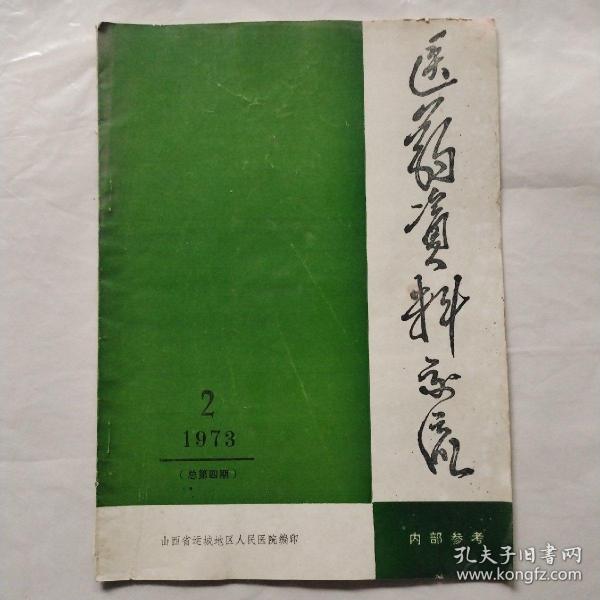 医药资料交流
2
1973
（总第四期）
山西省运城地区人民医院编印
内部参考
孔夫子旧书网
www.kongfz.com